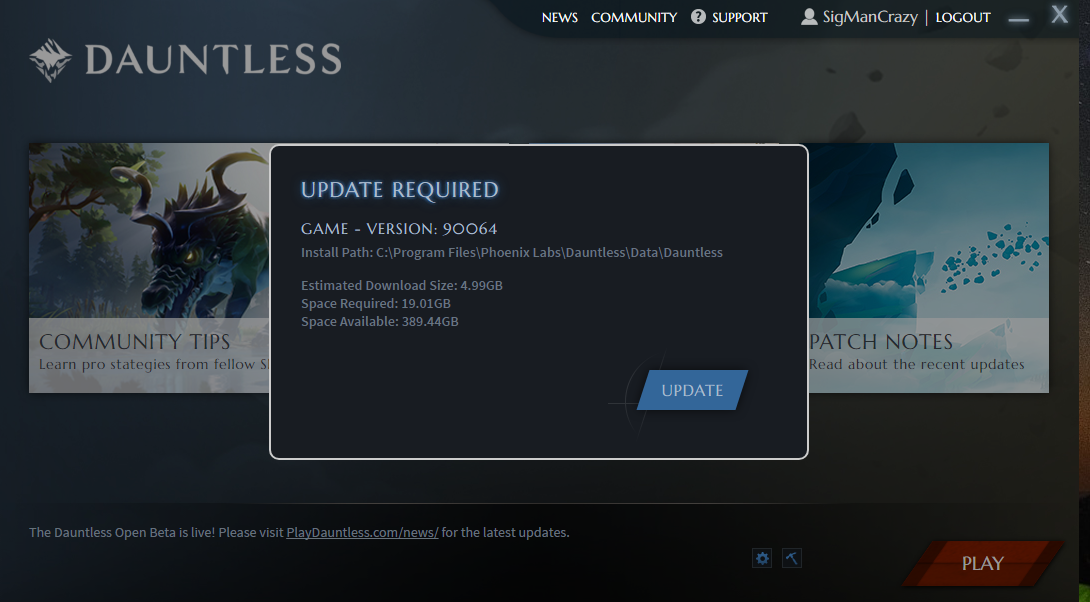 NEWS COMMUNITY ? SUPPORT SigManCrazy | LOGOUT X
DAUNTLESS
UPDATE REQUIRED
GAME - VERSION: 90064
Install Path: C:\Program Files\Phoenix Labs\Dauntless\Data\Dauntless
Estimated Download Size: 4.99GB
Space Required: 19.01GB
Space Available: 389.44GB
UPDATE
COMMUNITY TIPS
Learn pro stategies from fellow
PATCH NOTES
Read about the recent updates
The Dauntless Open Beta is live! Please visit PlayDauntless.com/news/ for the latest updates.
PLAY